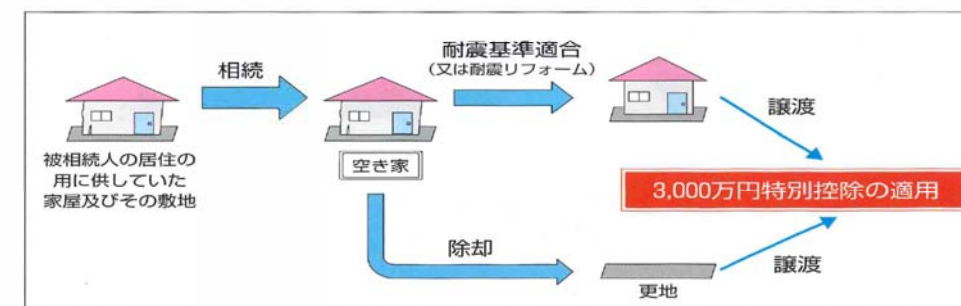 相続
耐震基準適合
(又は耐震リフォーム)
譲渡
被相続人の居住の
用に供していた
家屋及びその敷地
空き家
3,000万円特別控除の適用
除却
譲渡
更地